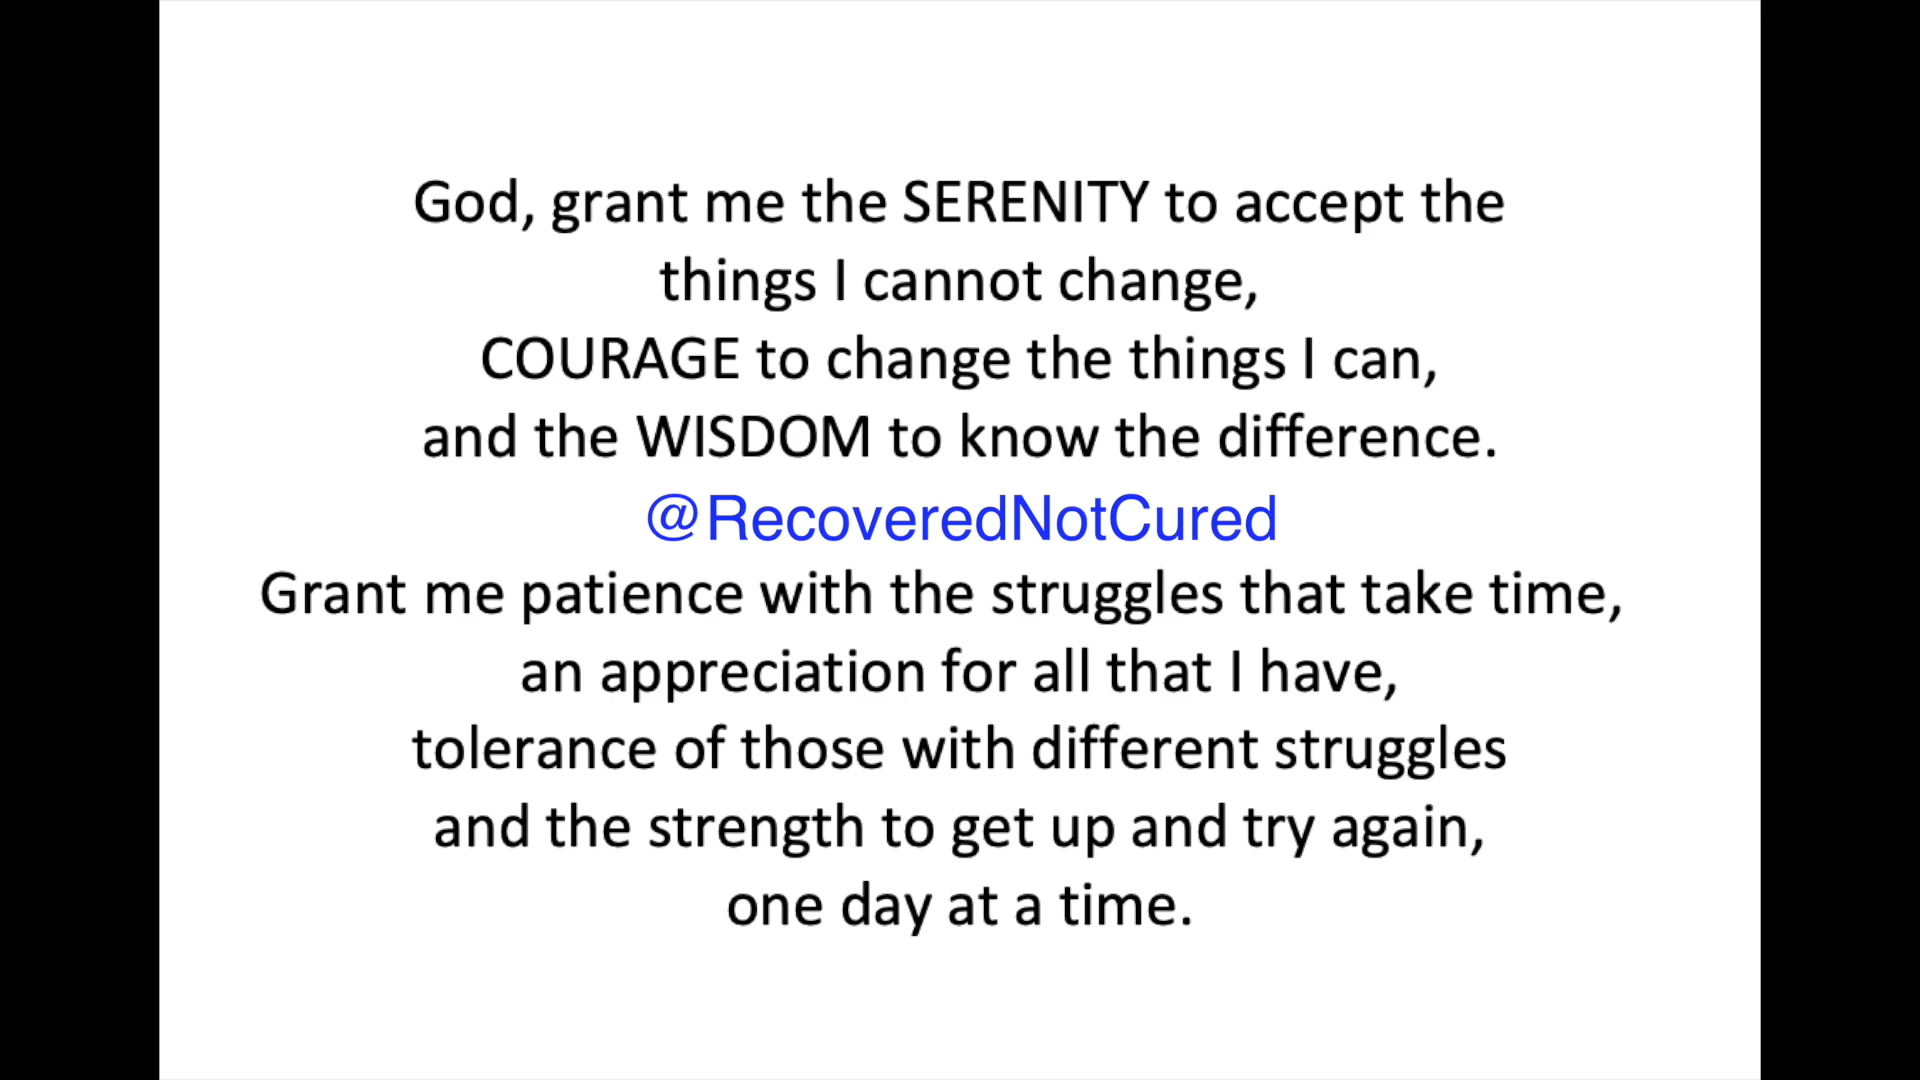 God, grant me the SERENITY to accept the
things I cannot change,
COURAGE to change the things I can,
and the WISDOM to know the difference.
@RecoveredNotCured
Grant me patience with the struggles that take time,
an appreciation for all that I have,
tolerance of those with different struggles
and the strength to get up and try again,
one day at a time.